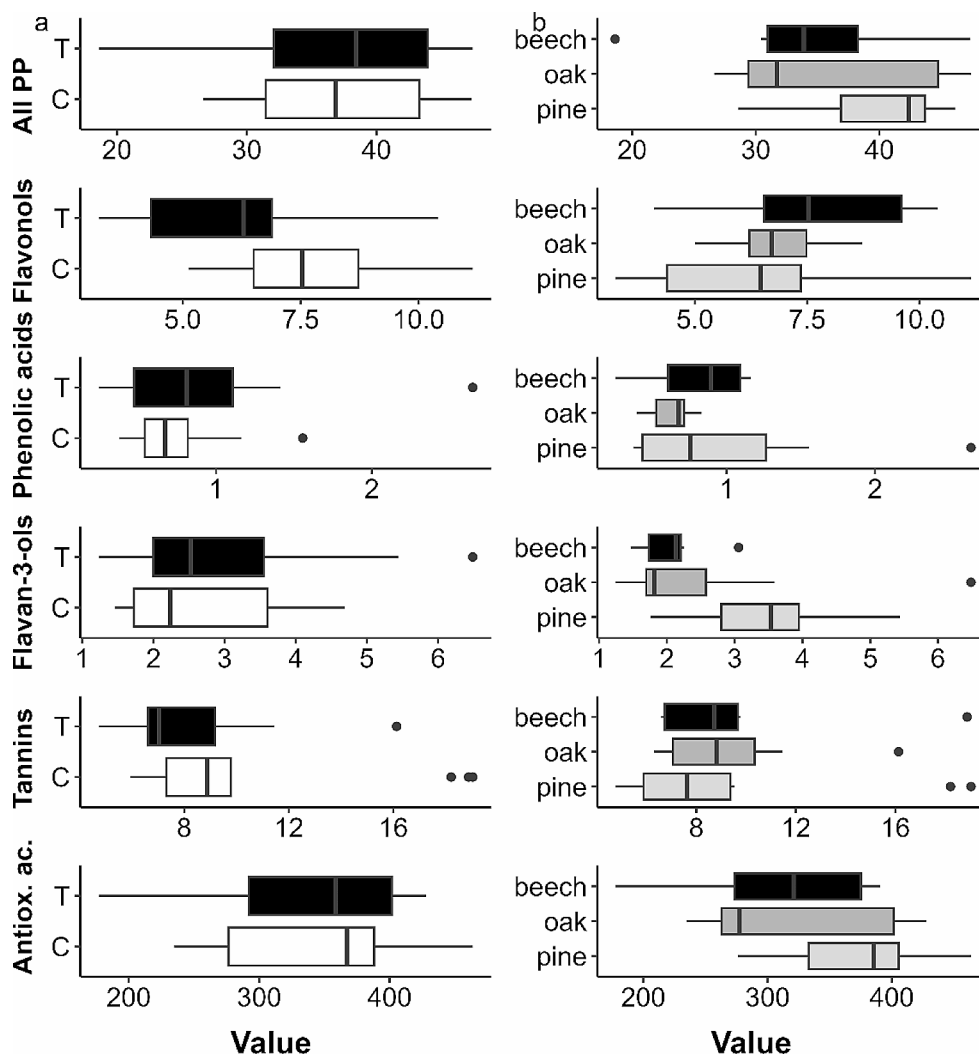 a
All PP
T
C
20 30 40
Flavonols
T
C
5.0 7.5 10.0
Phenolic acids
T
C
1 2
Flavan-3-ols
T
C
1 2 3 4 5 6
Tannins
T
C
8 12 16
Antiox. ac.
T
C
200 300 400
Value
b
beech
oak
pine
20 30 40
beech
oak
pine
5.0 7.5 10.0
beech
oak
pine
1 2
beech
oak
pine
1 2 3 4 5 6
beech
oak
pine
8 12 16
beech
oak
pine
200 300 400
Value